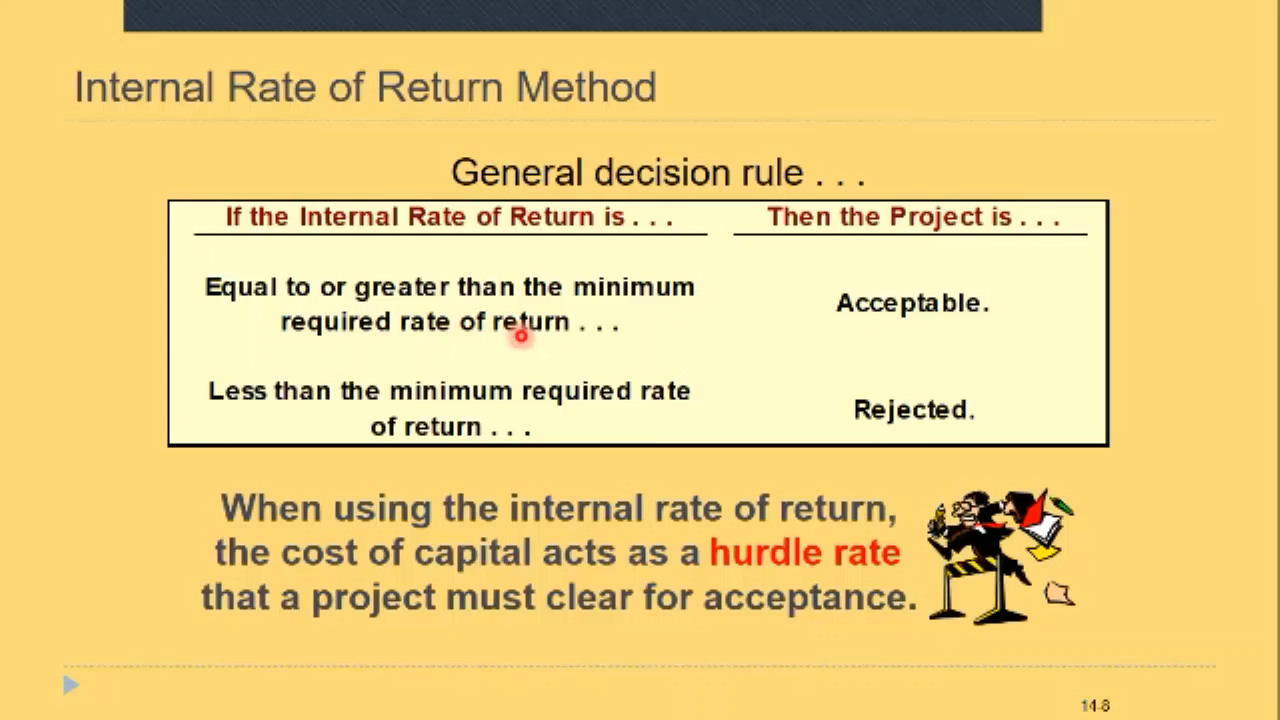 Internal Rate of Return Method
General decision rule . . .
If the Internal Rate of Return is . . .
Then the Project is . . .
Equal to or greater than the minimum
required rate of return . . .
Acceptable.
Less than the minimum required rate
of return . . .
Rejected.
When using the internal rate of return,
the cost of capital acts as a hurdle rate
that a project must clear for acceptance.
14-8